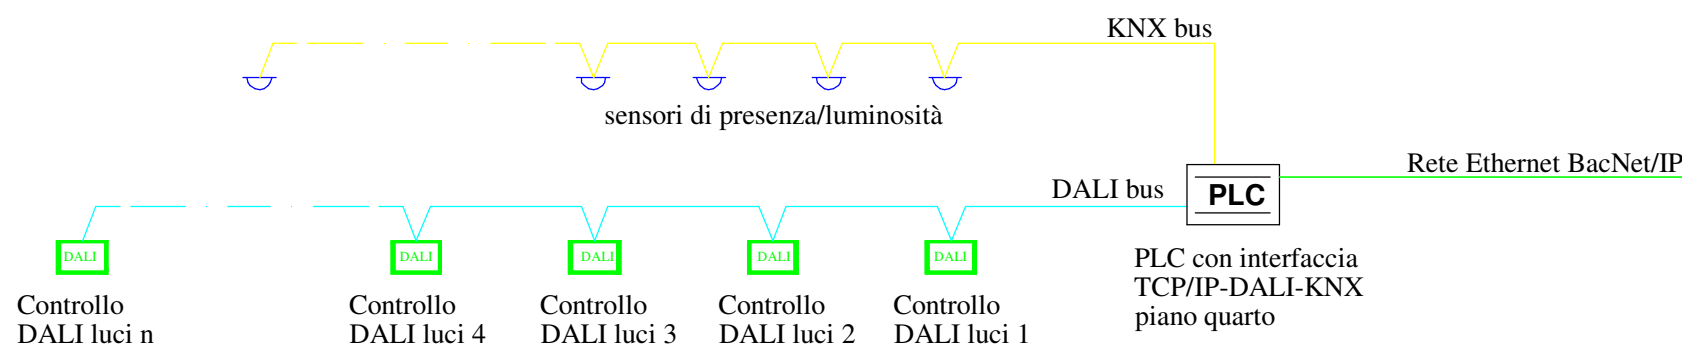 KNX bus
sensori di presenza/luminosità
Rete Ethernet BacNet/IP
DALI bus
PLC
DALI
DALI
DALI
DALI
DALI
PLC con interfaccia
TCP/IP-DALI-KNX
piano quarto
Controllo
DALI luci n
Controllo
DALI luci 4
Controllo
DALI luci 3
Controllo
DALI luci 2
Controllo
DALI luci 1